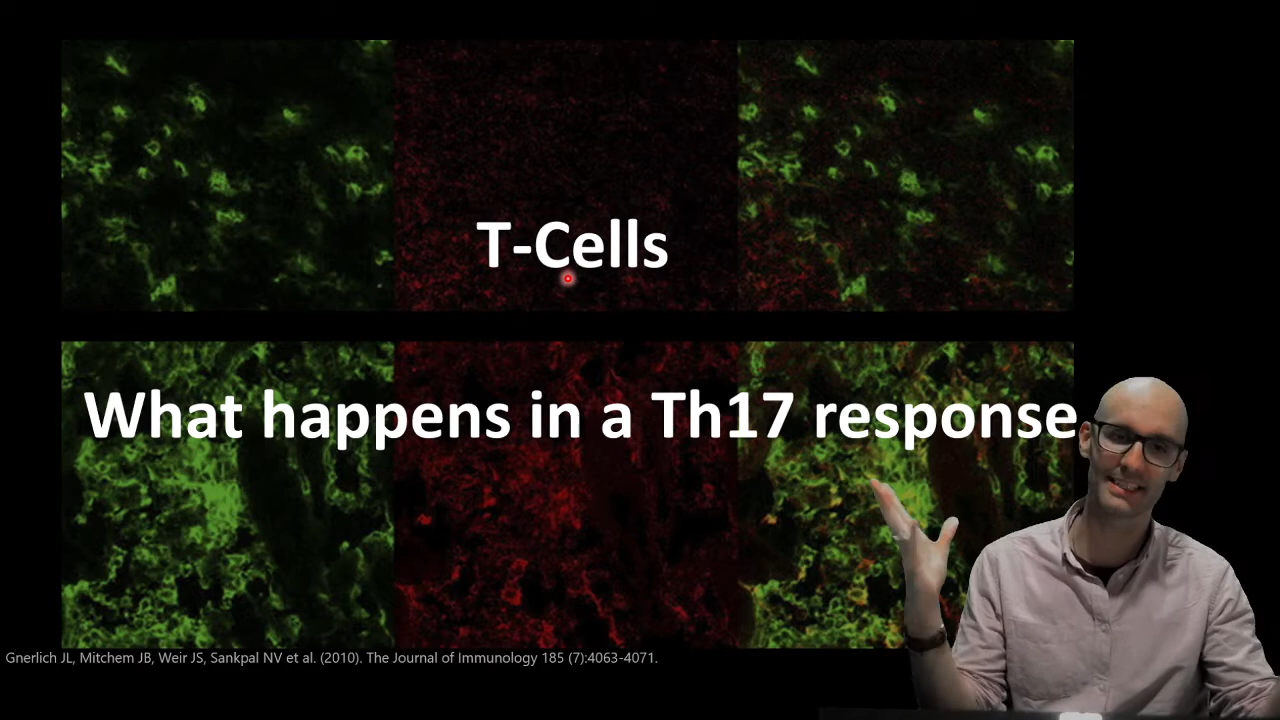 T-Cells
What happens in a Th17 response
Gnerlich JL, Mitchem JB, Weir JS, Sankpal NV et al. (2010). The Journal of Immunology 185 (7):4063-4071.